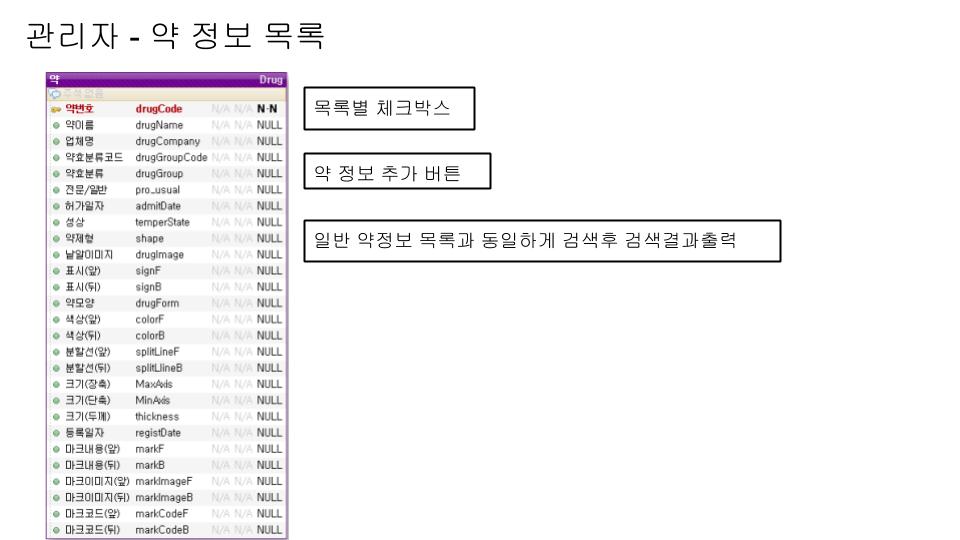 관리자 - 약 정보 목록
약 Drug
주석 없음
약번호 drugCode N/A N/A N-N
약이름 drugName N/A N/A NULL
업체명 drugCompany N/A N/A NULL
약효분류코드 drugGroupCode N/A N/A NULL
약효분류 drugGroup N/A N/A NULL
전문/일반 pro_usual N/A N/A NULL
허가일자 admitDate N/A N/A NULL
성상 temperState N/A N/A NULL
약제형 shape N/A N/A NULL
낱알이미지 drugImage N/A N/A NULL
표시(앞) signF N/A N/A NULL
표시(뒤) signB N/A N/A NULL
약모양 drugForm N/A N/A NULL
색상(앞) colorF N/A N/A NULL
색상(뒤) colorB N/A N/A NULL
분할선(앞) splitLineF N/A N/A NULL
분할선(뒤) splitLlineB N/A N/A NULL
크기(장축) MaxAxis N/A N/A NULL
크기(단축) MinAxis N/A N/A NULL
크기(두께) thickness N/A N/A NULL
등록일자 registDate N/A N/A NULL
마크내용(앞) markF N/A N/A NULL
마크내용(뒤) markB N/A N/A NULL
마크이미지(앞) markImageF N/A N/A NULL
마크이미지(뒤) markImageB N/A N/A NULL
마크코드(앞) markCodeF N/A N/A NULL
마크코드(뒤) markCodeB N/A N/A NULL
목록별 체크박스
약 정보 추가 버튼
일반 약정보 목록과 동일하게 검색후 검색결과출력